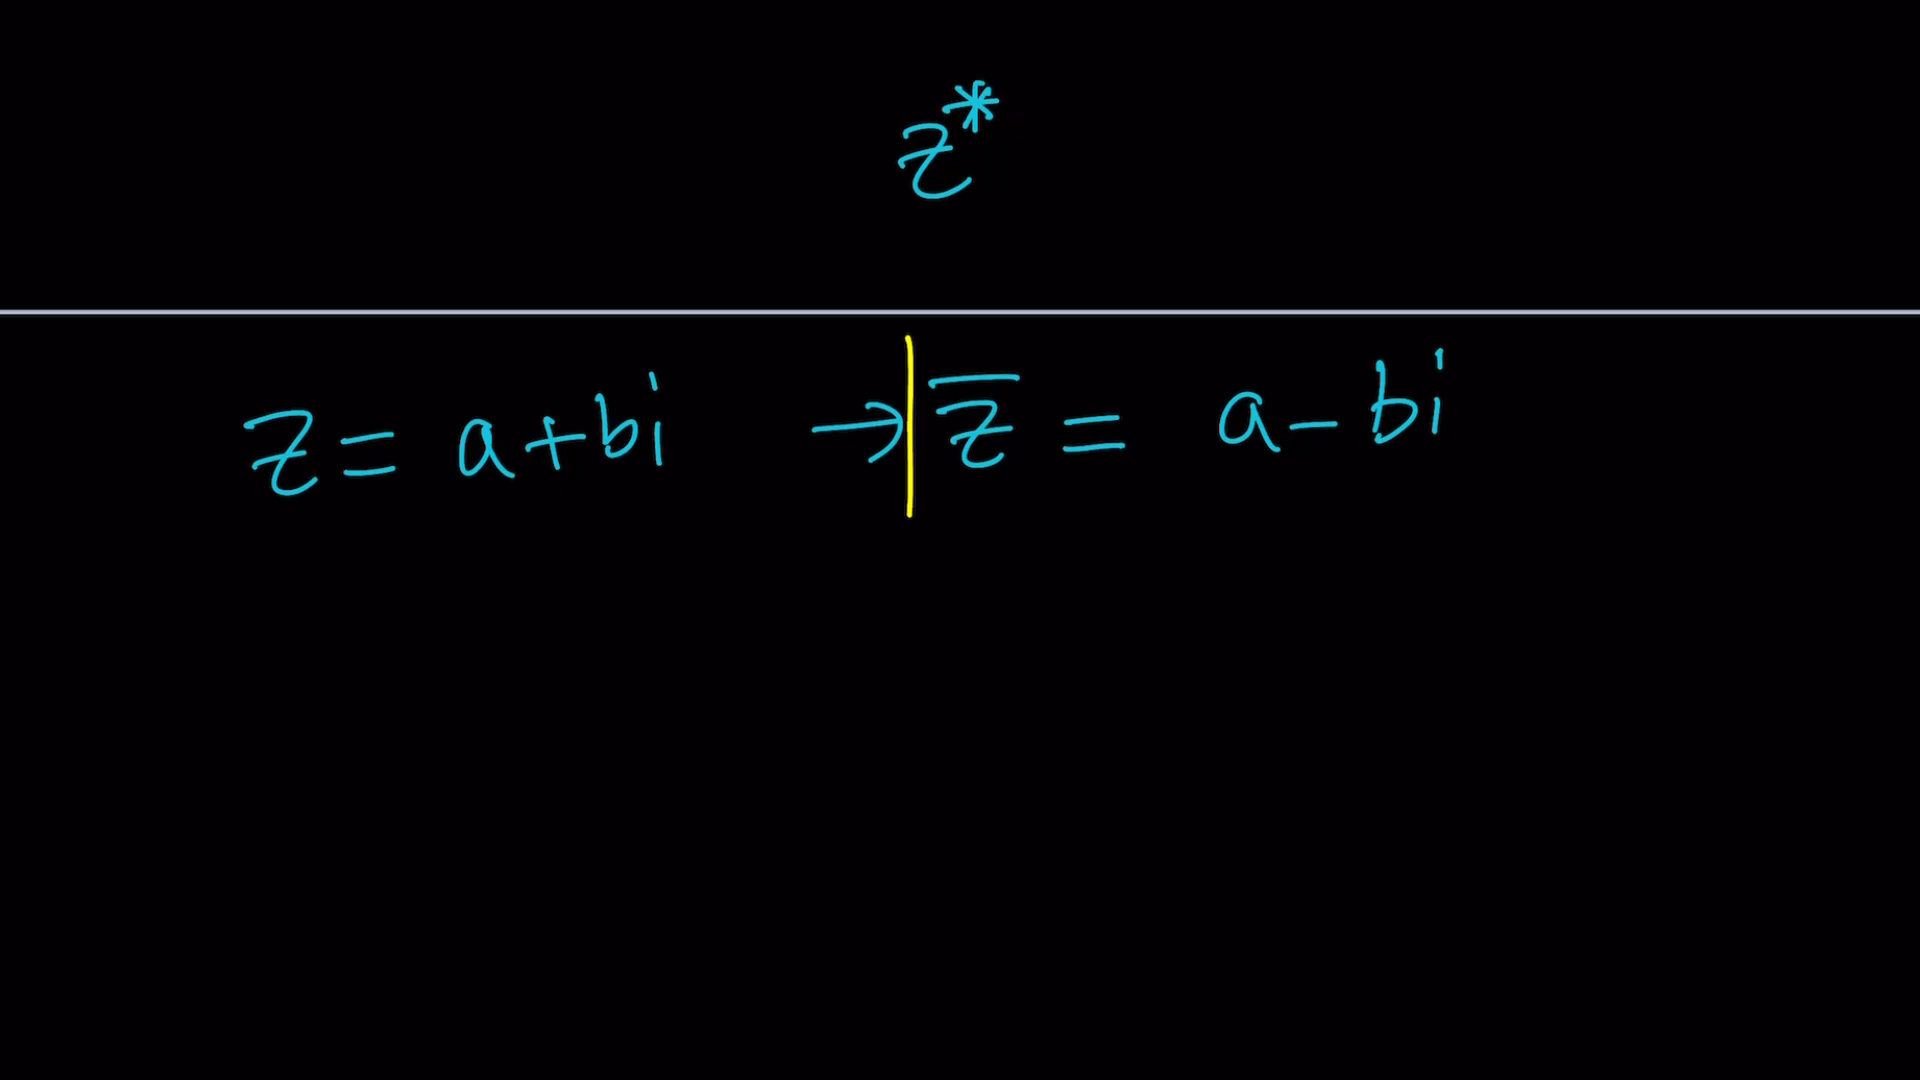 z*
z = a+bi → z̅ = a-bi